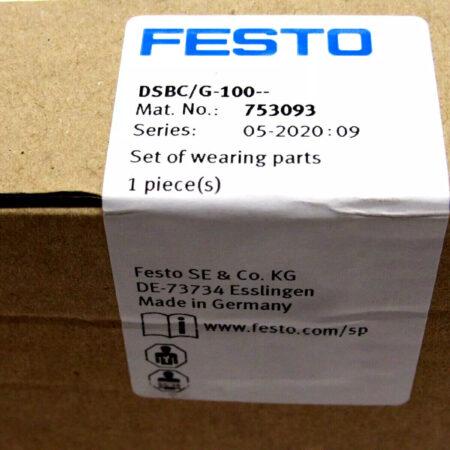 FESTO
DSBC/G-100--
Mat. No.: 753093
Series: 05-2020:09
Set of wearing parts
1 piece(s)
Festo SE & Co. KG
DE-73734 Esslingen
Made in Germany
i www.festo.com/sp